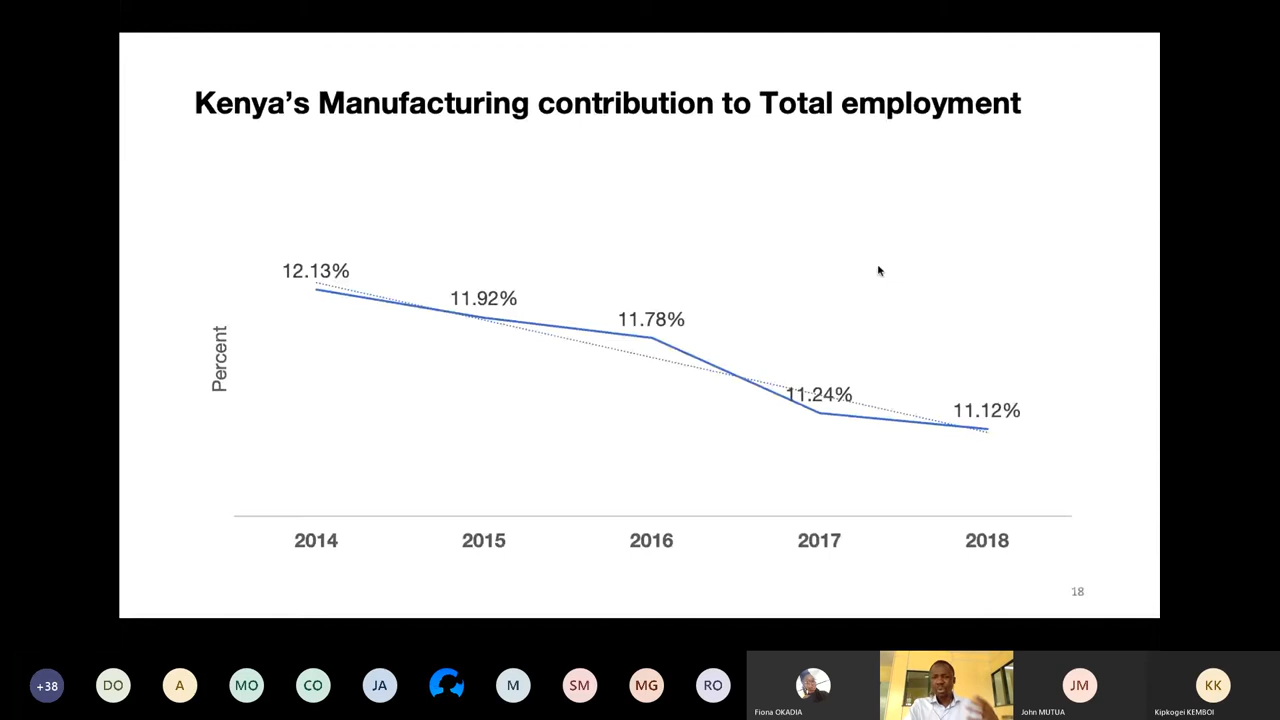 Kenya’s Manufacturing contribution to Total employment
12.13%
11.92%
11.78%
11.24%
11.12%
Percent
2014 2015 2016 2017 2018
18
+38 DO A MO CO JA M SM MG RO JM KK
Fiona OKADIA John MUTUA Kipkogei KEMBOI